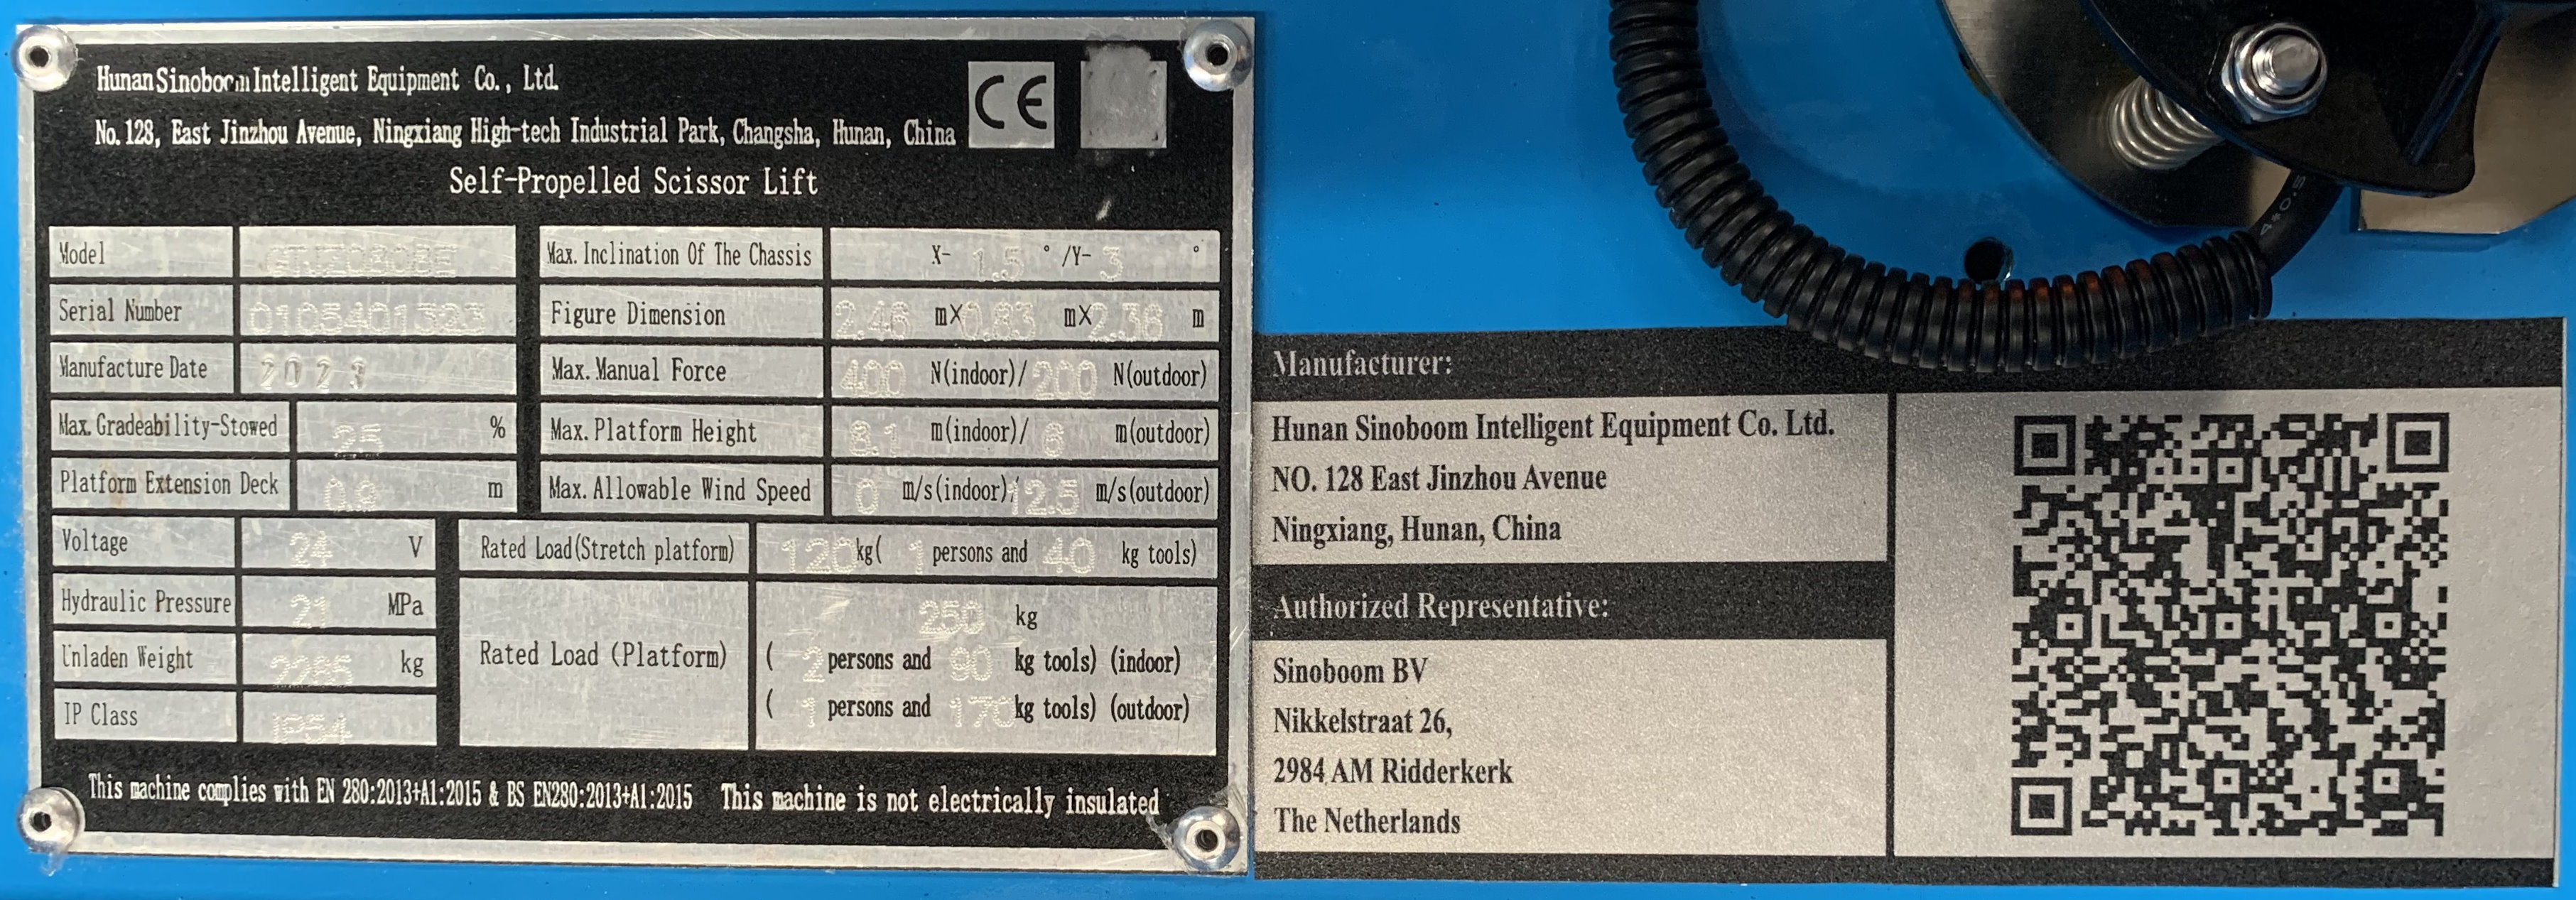 Hunan Sinoboom Intelligent Equipment Co., Ltd.
No. 128, East Jinzhou Avenue, Ningxiang High-tech Industrial Park, Changsha, Hunan, China
CE
Self-Propelled Scissor Lift
Model
Max. Inclination Of The Chassis X- 1.5 ° /Y- 3 °
Serial Number 0105401323
Figure Dimension 2.46 m×0.83 m×2.36 m
Manufacture Date 2023
Max. Manual Force 400 N(indoor)/ 200 N(outdoor)
Max. Gradeability-Stowed 25 %
Max. Platform Height 8.1 m(indoor)/ 6 m(outdoor)
Platform Extension Deck 0.9 m
Max. Allowable Wind Speed 0 m/s(indoor)/12.5 m/s(outdoor)
Voltage 24 V
Rated Load(Stretch platform) 120kg( 1 persons and 40 kg tools)
Hydraulic Pressure 21 MPa
Unladen Weight 2285 kg
IP Class IP54
Rated Load (Platform)
250 kg
( 2 persons and 90 kg tools) (indoor)
( 1 persons and 170kg tools) (outdoor)
This machine complies with EN 280:2013+A1:2015 & BS EN280:2013+A1:2015 This machine is not electrically insulated
Manufacturer:
Hunan Sinoboom Intelligent Equipment Co. Ltd.
NO. 128 East Jinzhou Avenue
Ningxiang, Hunan, China
Authorized Representative:
Sinoboom BV
Nikkelstraat 26,
2984 AM Ridderkerk
The Netherlands